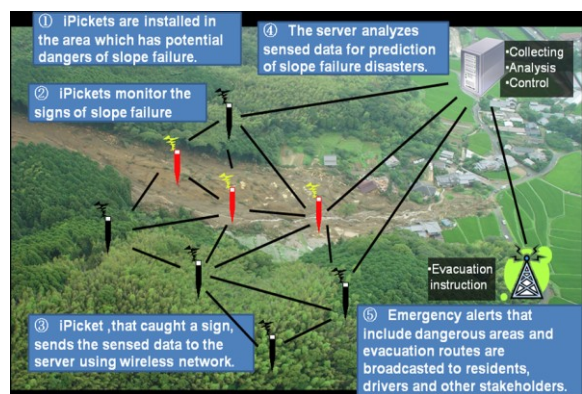 ① iPickets are installed in
the area which has potential
dangers of slope failure.
② iPickets monitor the
signs of slope failure
③ iPicket ,that caught a sign,
sends the sensed data to the
server using wireless network.
④ The server analyzes
sensed data for prediction
of slope failure disasters.
•Collecting
•Analysis
•Control
•Evacuation
instruction
⑤ Emergency alerts that
include dangerous areas and
evacuation routes are
broadcasted to residents,
drivers and other stakeholders.